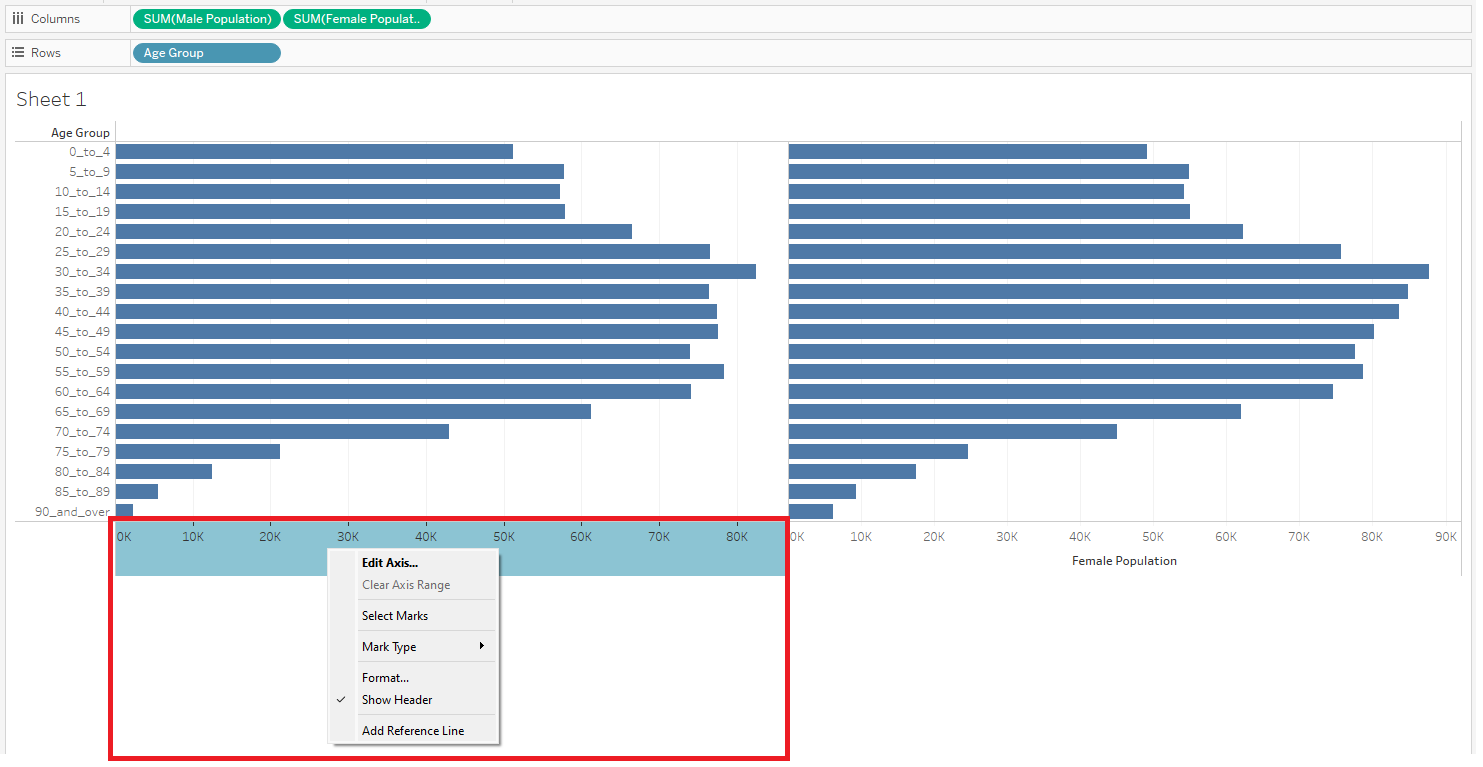 Columns SUM(Male Population) SUM(Female Populat..
Rows Age Group
Sheet 1
Age Group
0_to_4
5_to_9
10_to_14
15_to_19
20_to_24
25_to_29
30_to_34
35_to_39
40_to_44
45_to_49
50_to_54
55_to_59
60_to_64
65_to_69
70_to_74
75_to_79
80_to_84
85_to_89
90_and_over
0K 10K 20K 30K 40K 50K 60K 70K 80K 0K 10K 20K 30K 40K 50K 60K 70K 80K 90K
Female Population
Edit Axis...
Clear Axis Range
Select Marks
Mark Type
Format...
Show Header
Add Reference Line